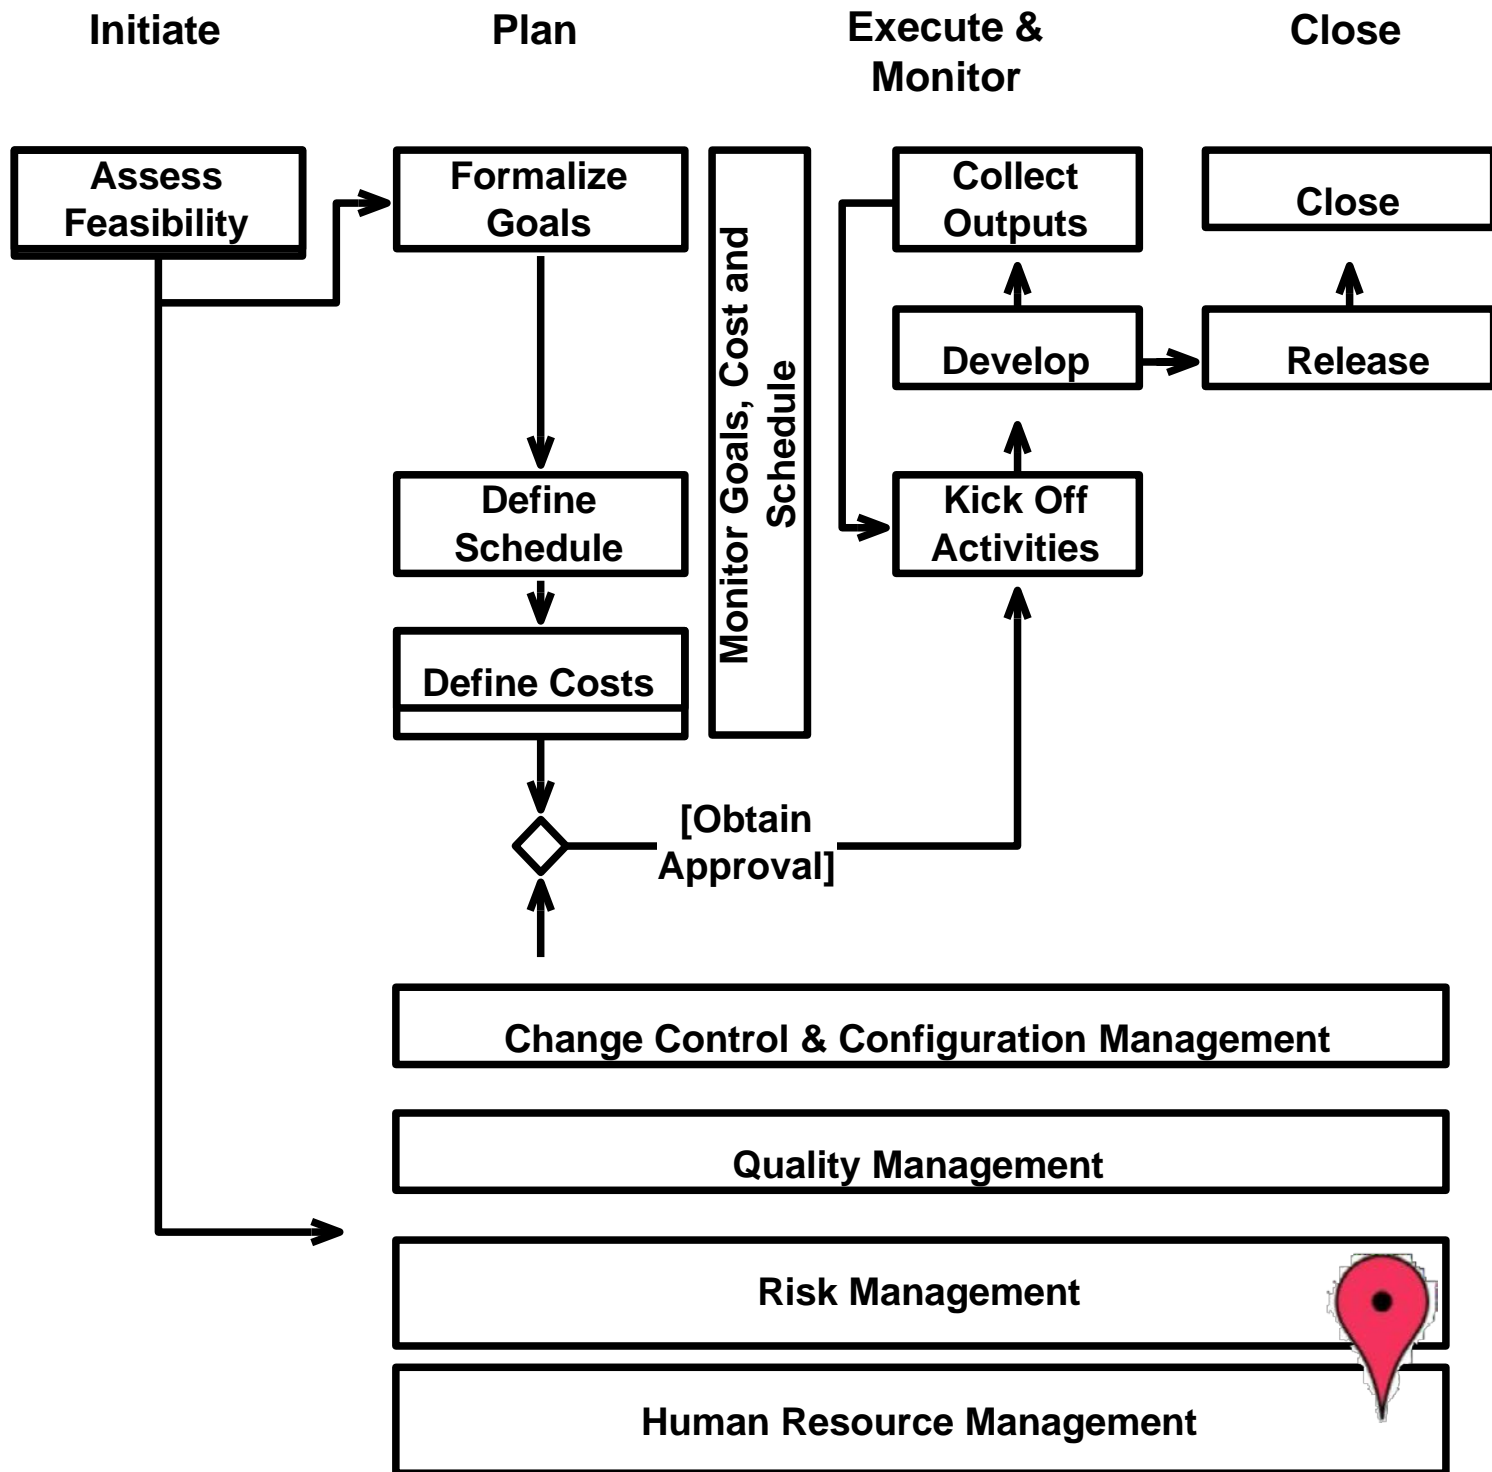 Initiate
Plan
Execute &
Monitor
Close
Assess
Feasibility
Formalize
Goals
Monitor Goals, Cost and
Schedule
Collect
Outputs
Close
Develop
Release
Define
Schedule
Kick Off
Activities
Define Costs
[Obtain
Approval]
Change Control & Configuration Management
Quality Management
Risk Management
Human Resource Management